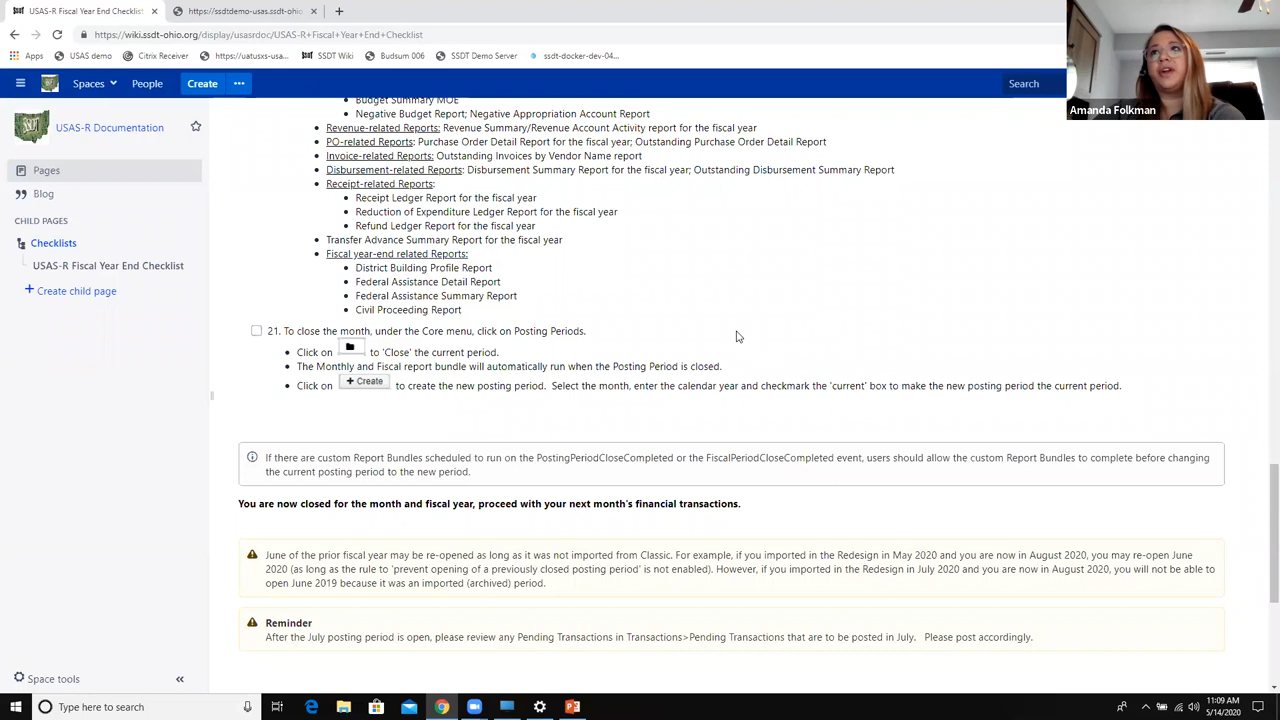 USAS-R Fiscal Year End Checklist
https://ssdtdemo-usas.ssdt-ohio
https://wiki.ssdt-ohio.org/display/usasrdoc/USAS-R+Fiscal+Year+End+Checklist
Apps USAS demo Citrix Receiver https://uatusxs-usa... SSDT Wiki Budsum 006 SSDT Demo Server ssdt-docker-dev-04...
Spaces People Create ••• Search
Amanda Folkman
USAS-R Documentation
Pages
Blog
CHILD PAGES
Checklists
USAS-R Fiscal Year End Checklist
+ Create child page
Space tools
Budget Summary MOE
Negative Budget Report; Negative Appropriation Account Report
Revenue-related Reports: Revenue Summary/Revenue Account Activity report for the fiscal year
PO-related Reports: Purchase Order Detail Report for the fiscal year; Outstanding Purchase Order Detail Report
Invoice-related Reports: Outstanding Invoices by Vendor Name report
Disbursement-related Reports: Disbursement Summary Report for the fiscal year; Outstanding Disbursement Summary Report
Receipt-related Reports:
Receipt Ledger Report for the fiscal year
Reduction of Expenditure Ledger Report for the fiscal year
Refund Ledger Report for the fiscal year
Transfer Advance Summary Report for the fiscal year
Fiscal year-end related Reports:
District Building Profile Report
Federal Assistance Detail Report
Federal Assistance Summary Report
Civil Proceeding Report
21. To close the month, under the Core menu, click on Posting Periods.
Click on to 'Close' the current period.
The Monthly and Fiscal report bundle will automatically run when the Posting Period is closed.
Click on + Create to create the new posting period. Select the month, enter the calendar year and checkmark the 'current' box to make the new posting period the current period.
If there are custom Report Bundles scheduled to run on the PostingPeriodCloseCompleted or the FiscalPeriodCloseCompleted event, users should allow the custom Report Bundles to complete before changing
the current posting period to the new period.
You are now closed for the month and fiscal year, proceed with your next month's financial transactions.
June of the prior fiscal year may be re-opened as long as it was not imported from Classic. For example, if you imported in the Redesign in May 2020 and you are now in August 2020, you may re-open June
2020 (as long as the rule to 'prevent opening of a previously closed posting period' is not enabled). However, if you imported in the Redesign in July 2020 and you are now in August 2020, you will not be able to
open June 2019 because it was an imported (archived) period.
Reminder
After the July posting period is open, please review any Pending Transactions in Transactions>Pending Transactions that are to be posted in July. Please post accordingly.
Type here to search
11:09 AM
5/14/2020